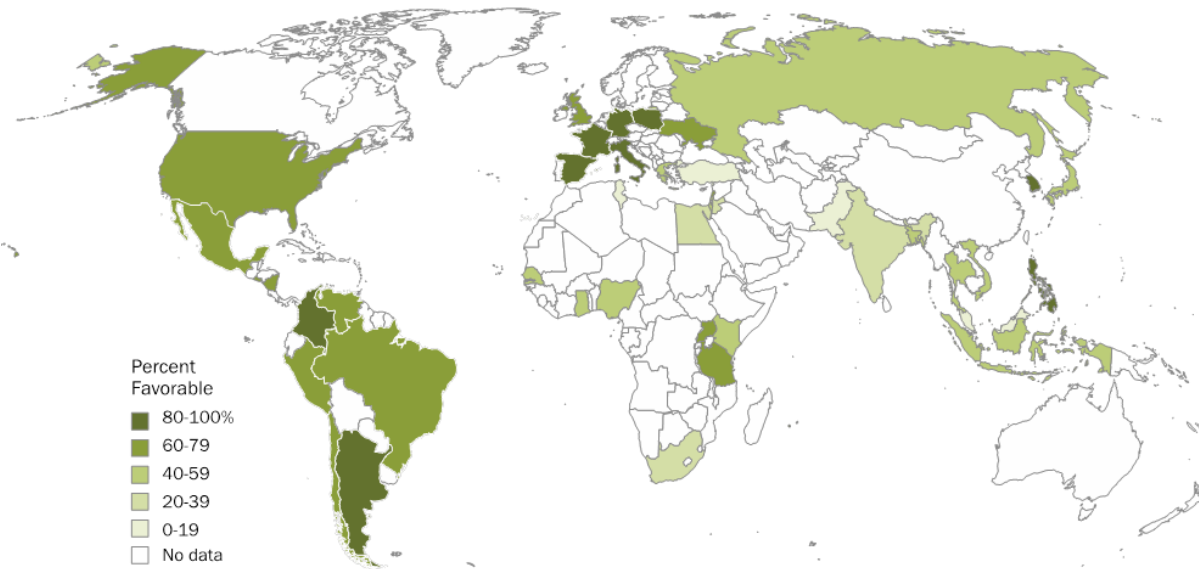 Percent
Favorable
80-100%
60-79
40-59
20-39
0-19
No data